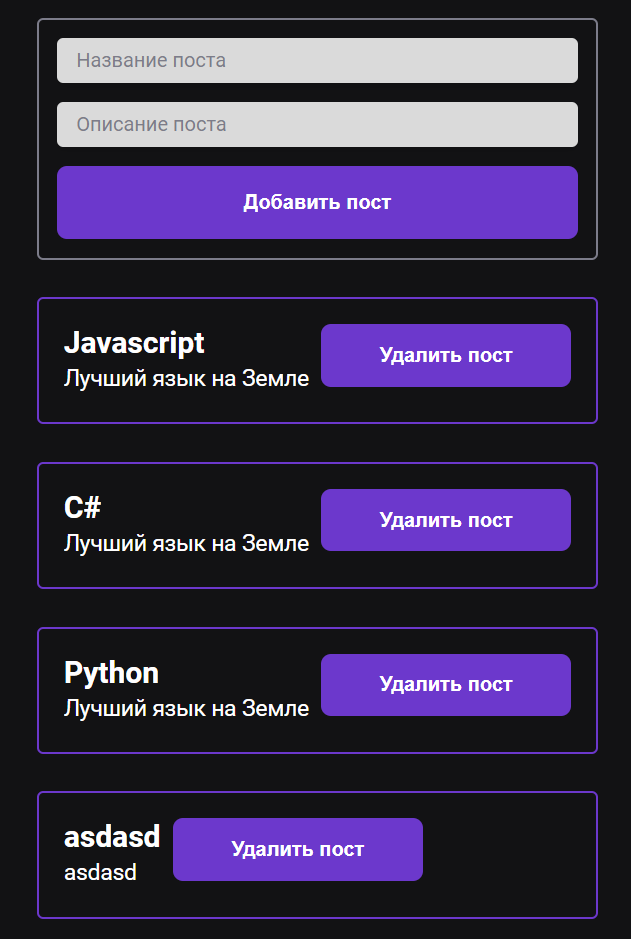 Название поста
Описание поста
Добавить пост
Javascript
Лучший язык на Земле
Удалить пост
C#
Лучший язык на Земле
Удалить пост
Python
Лучший язык на Земле
Удалить пост
asdasd
asdasd
Удалить пост